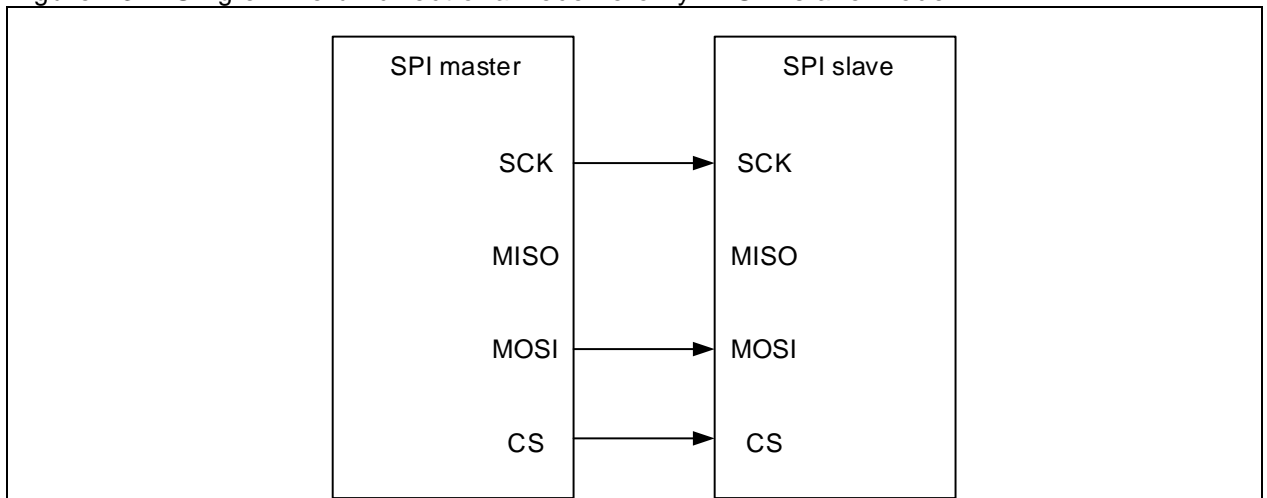 SPI master SPI slave
SCK SCK
MISO MISO
MOSI MOSI
CS CS